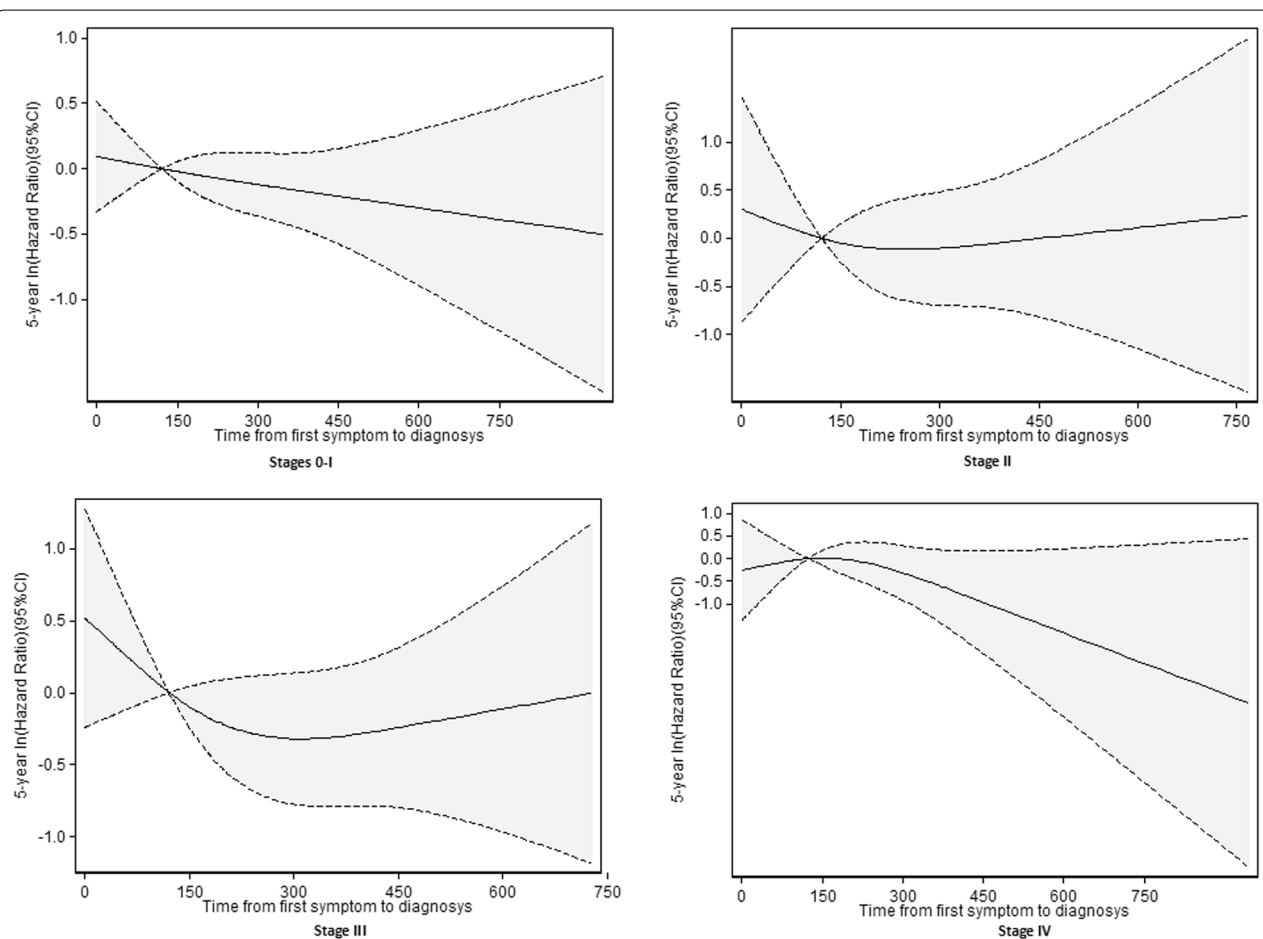 1.0
0.5
0.0
-0.5
-1.0
5-year ln(Hazard Ratio)(95%CI)
0 150 300 450 600 750
Time from first symptom to diagnosys
Stages 0-I
1.0
0.5
0.0
-0.5
-1.0
5-year ln(Hazard Ratio)(95%CI)
0 150 300 450 600 750
Time from first symptom to diagnosys
Stage II
1.0
0.5
0.0
-0.5
-1.0
5-year ln(Hazard Ratio)(95%CI)
0 150 300 450 600 750
Time from first symptom to diagnosys
Stage III
1.0
0.5
0.0
-0.5
-1.0
5-year ln(Hazard Ratio)(95%CI)
0 150 300 450 600 750
Time from first symptom to diagnosys
Stage IV